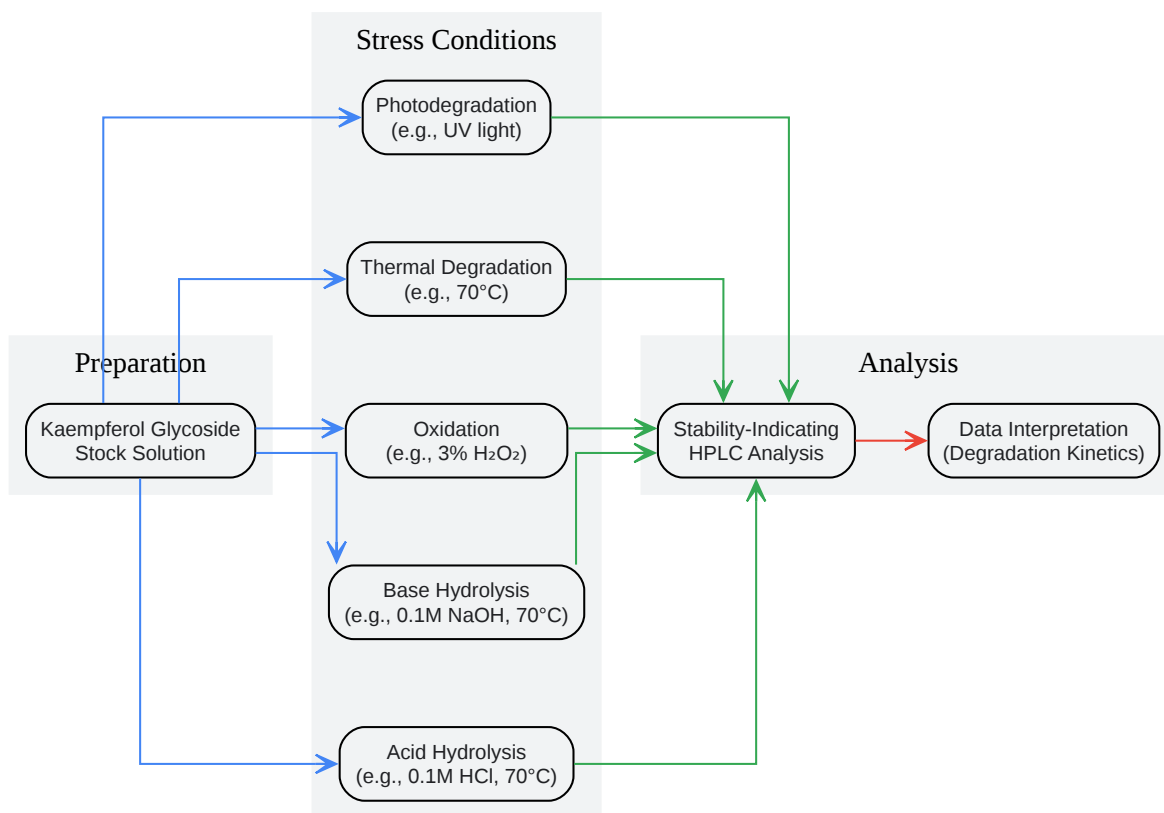 Stress Conditions
Photodegradation
(e.g., UV light)
Thermal Degradation
(e.g., 70°C)
Preparation
Kaempferol Glycoside
Stock Solution
Oxidation
(e.g., 3% H₂O₂)
Base Hydrolysis
(e.g., 0.1M NaOH, 70°C)
Acid Hydrolysis
(e.g., 0.1M HCl, 70°C)
Analysis
Stability-Indicating
HPLC Analysis
Data Interpretation
(Degradation Kinetics)